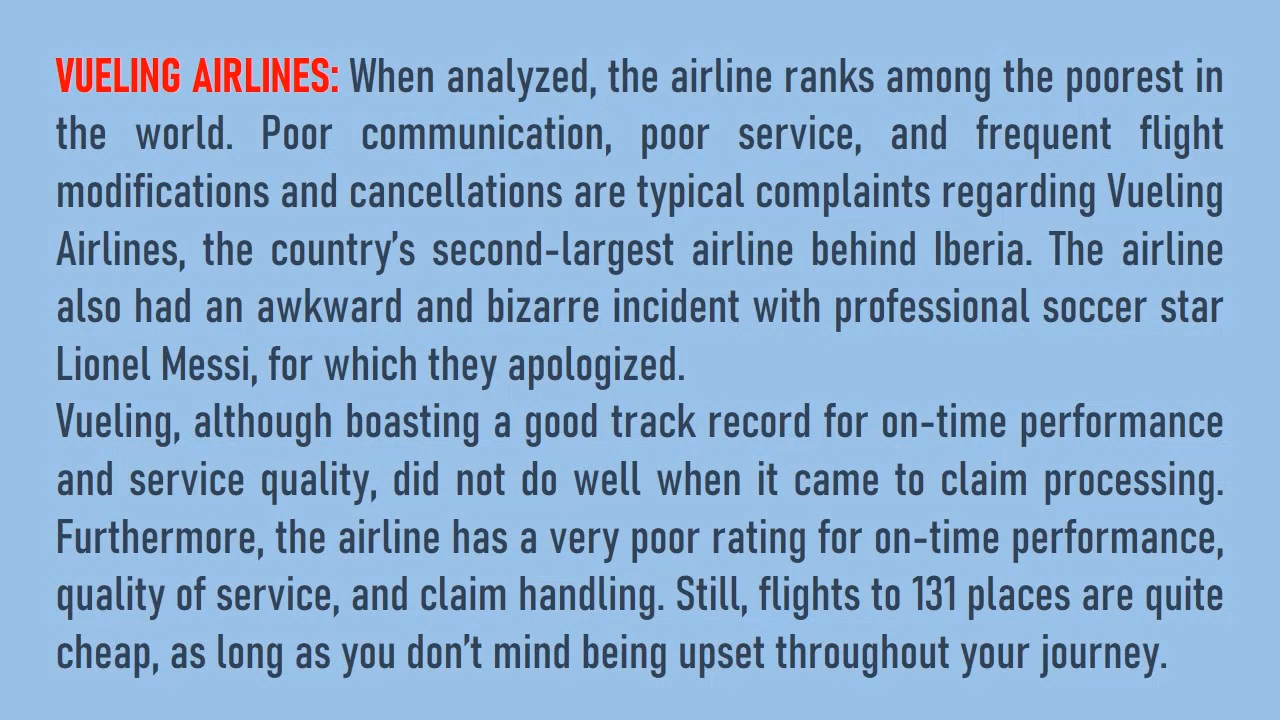 VUELING AIRLINES: When analyzed, the airline ranks among the poorest in
the world. Poor communication, poor service, and frequent flight
modifications and cancellations are typical complaints regarding Vueling
Airlines, the country’s second-largest airline behind Iberia. The airline
also had an awkward and bizarre incident with professional soccer star
Lionel Messi, for which they apologized.
Vueling, although boasting a good track record for on-time performance
and service quality, did not do well when it came to claim processing.
Furthermore, the airline has a very poor rating for on-time performance,
quality of service, and claim handling. Still, flights to 131 places are quite
cheap, as long as you don’t mind being upset throughout your journey.